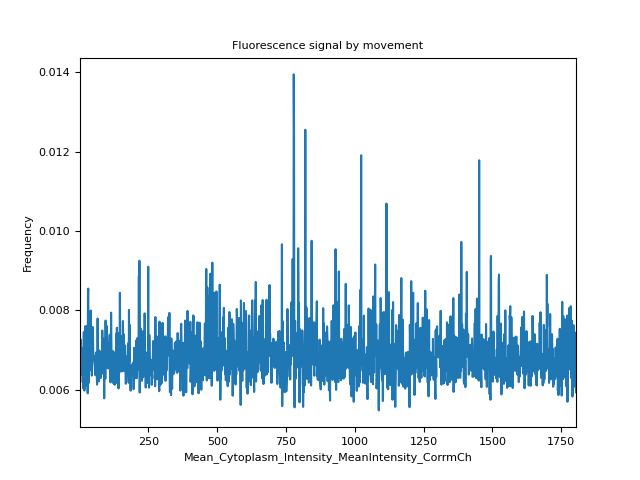 Fluorescence signal by movement
0.014
0.012
0.010
0.008
0.006
Frequency
250 500 750 1000 1250 1500 1750
Mean_Cytoplasm_Intensity_MeanIntensity_CorrmCh